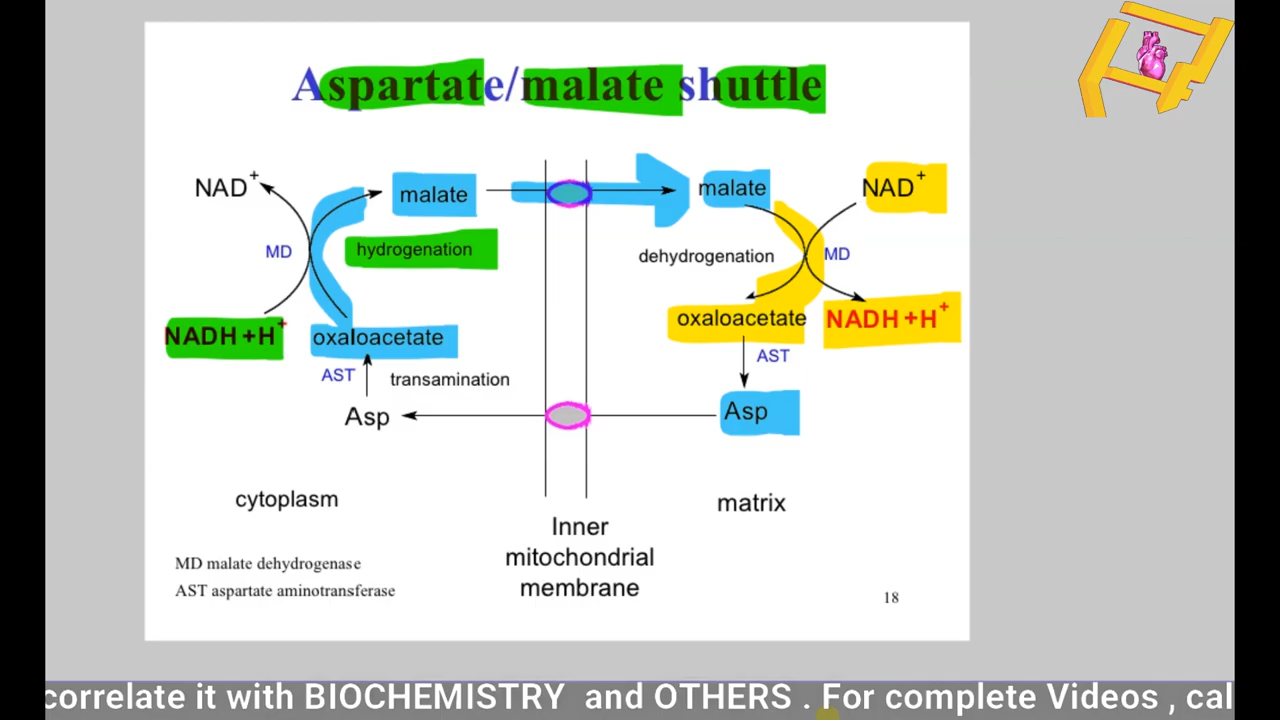 Aspartate/malate shuttle
NAD+
malate
malate
NAD+
MD
hydrogenation
dehydrogenation
MD
NADH +H+
oxaloacetate
oxaloacetate
NADH +H+
AST
transamination
AST
Asp
Asp
cytoplasm
matrix
Inner
mitochondrial
membrane
MD malate dehydrogenase
AST aspartate aminotransferase
18
correlate it with BIOCHEMISTRY and OTHERS . For complete Videos , cal